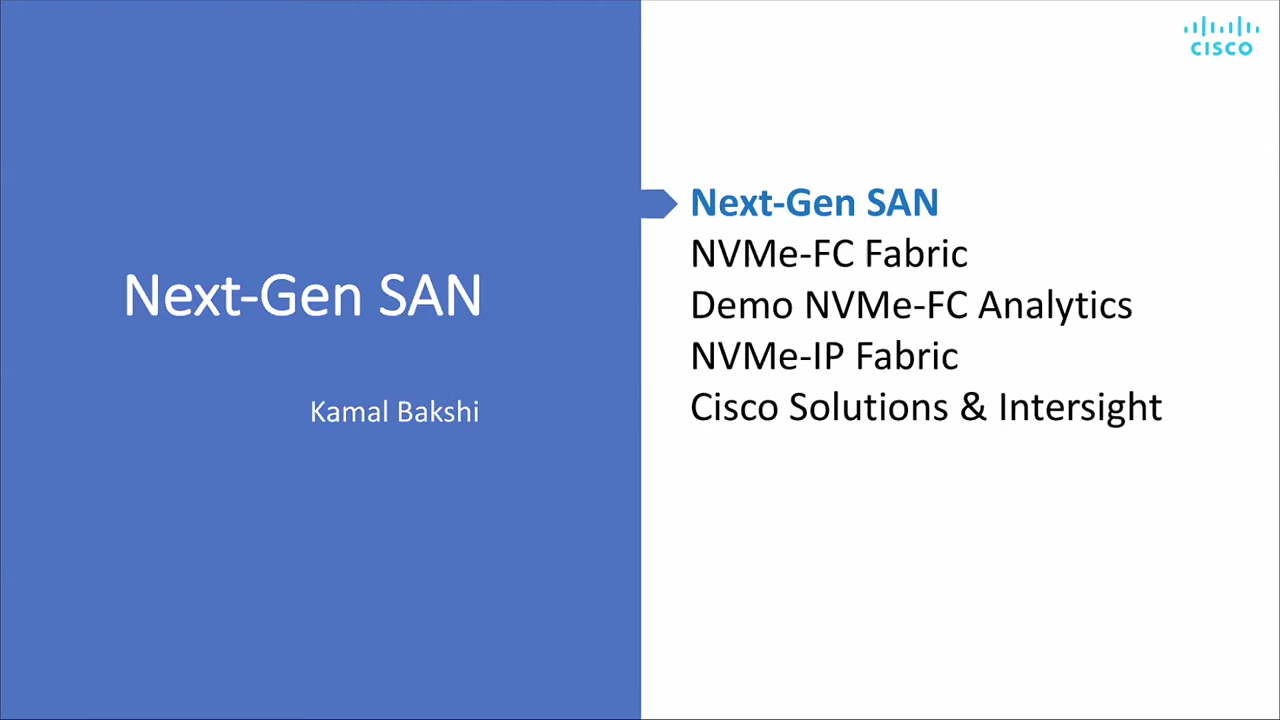 CISCO
Next-Gen SAN
Kamal Bakshi
Next-Gen SAN
NVMe-FC Fabric
Demo NVMe-FC Analytics
NVMe-IP Fabric
Cisco Solutions & Intersight